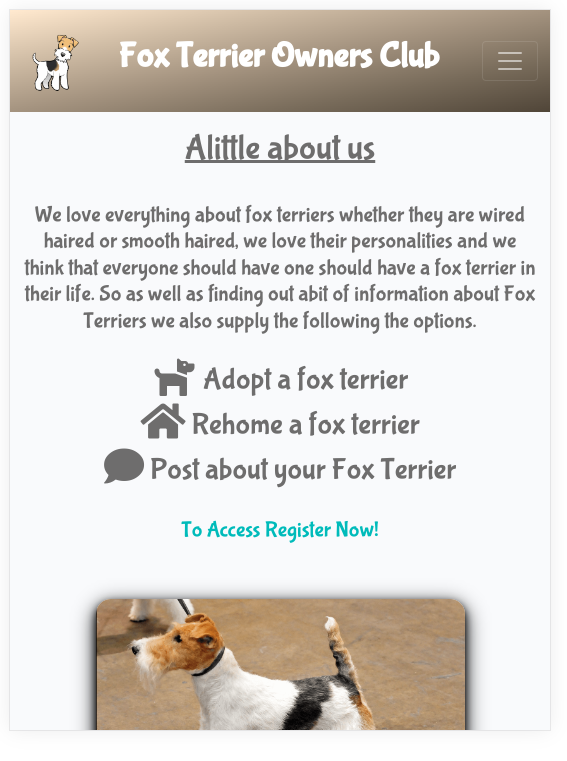 Fox Terrier Owners Club
Alittle about us
We love everything about fox terriers whether they are wired
haired or smooth haired, we love their personalities and we
think that everyone should have one should have a fox terrier in
their life. So as well as finding out abit of information about Fox
Terriers we also supply the following the options.
Adopt a fox terrier
Rehome a fox terrier
Post about your Fox Terrier
To Access Register Now!